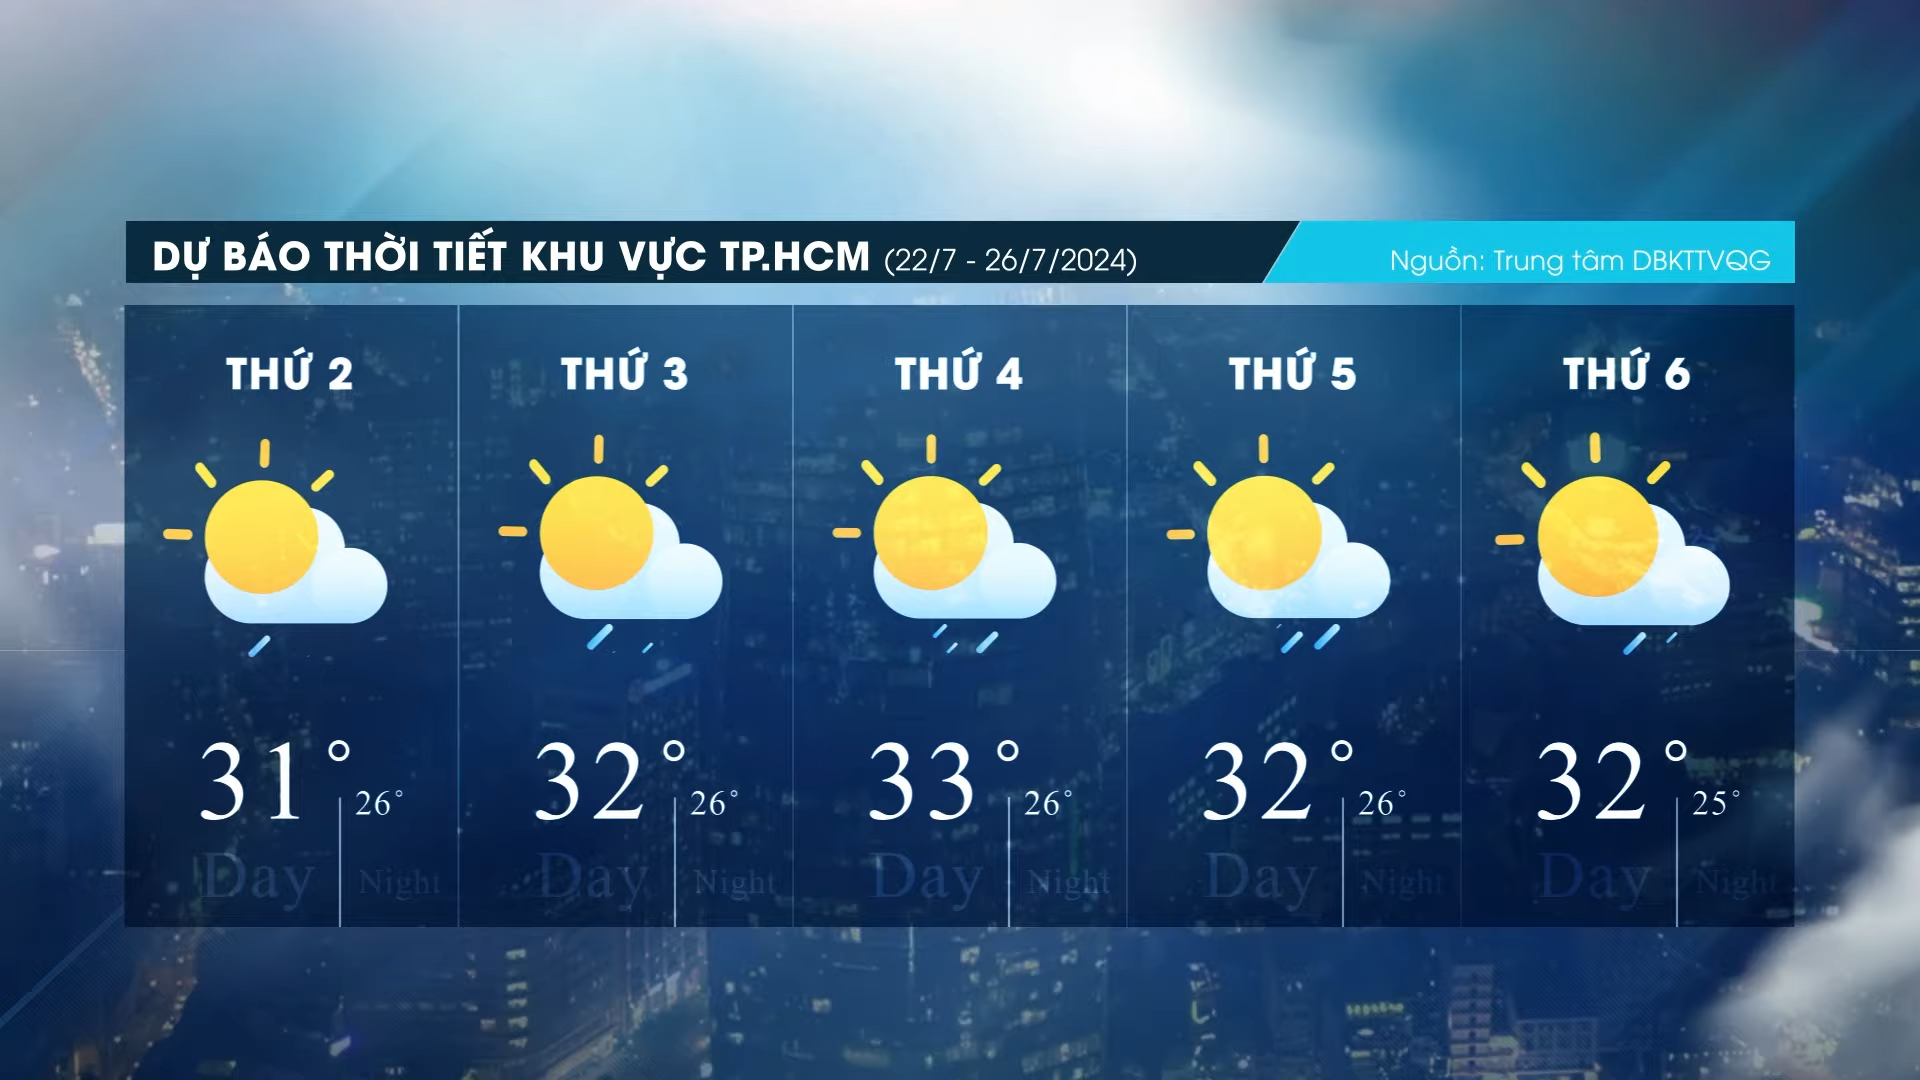 DỰ BÁO THỜI TIẾT KHU VỰC TP.HCM (22/7 - 26/7/2024)
Nguồn: Trung tâm DBKTTVQG
THỨ 2
31°
26°
Day
Night
THỨ 3
32°
26°
Day
Night
THỨ 4
33°
26°
Day
Night
THỨ 5
32°
26°
Day
Night
THỨ 6
32°
25°
Day
Night